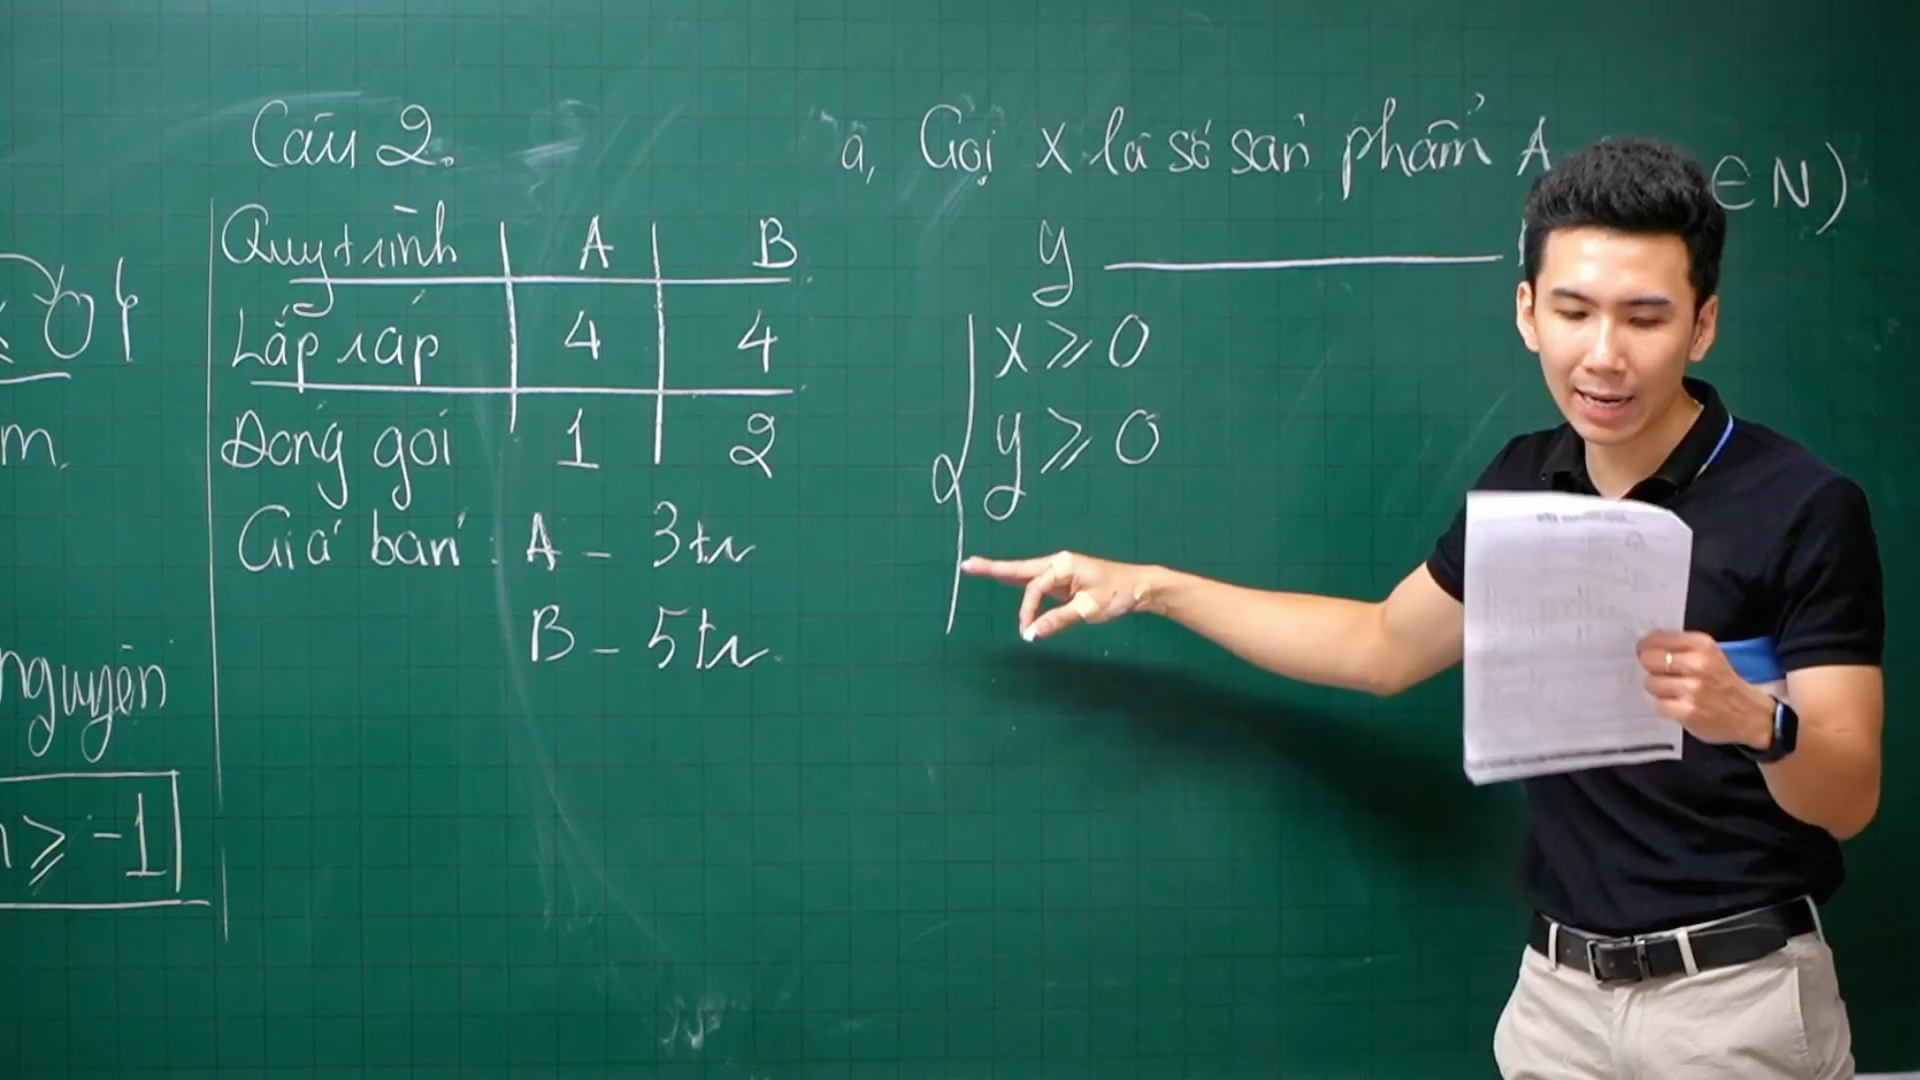 Câu 2.
Quy trình A B
Lắp ráp 4 4
Đóng gói 1 2
Giá bán: A - 3tr
B - 5tr
m.
nguyên
≥ -1
a, Gọi x là số sản phẩm A
∈ N)
y
x ≥ 0
y ≥ 0